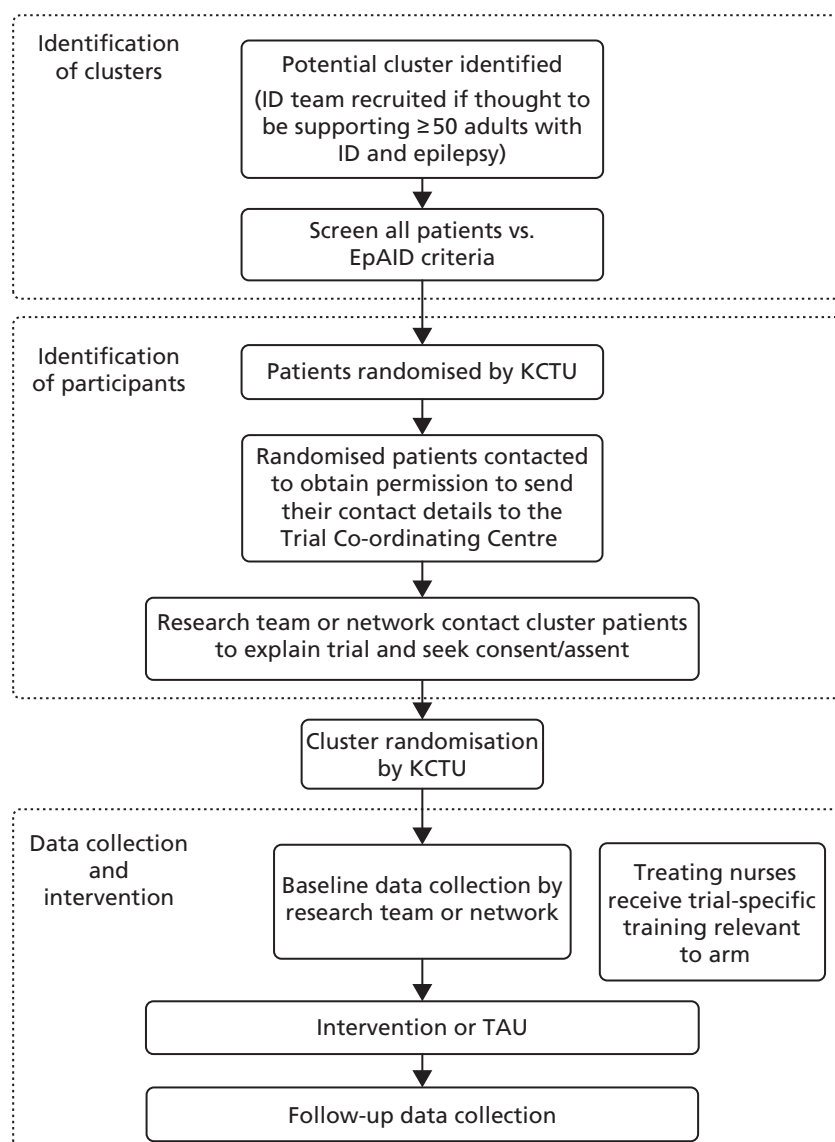 Identification
of clusters
Potential cluster identified
(ID team recruited if thought to
be supporting ≥50 adults with
ID and epilepsy)
Screen all patients vs.
EpAID criteria
Identification
of participants
Patients randomised by KCTU
Randomised patients contacted
to obtain permission to send
their contact details to the
Trial Co-ordinating Centre
Research team or network contact cluster patients
to explain trial and seek consent/assent
Cluster randomisation
by KCTU
Data collection
and
intervention
Baseline data collection by
research team or network
Treating nurses
receive trial-specific
training relevant
to arm
Intervention or TAU
Follow-up data collection